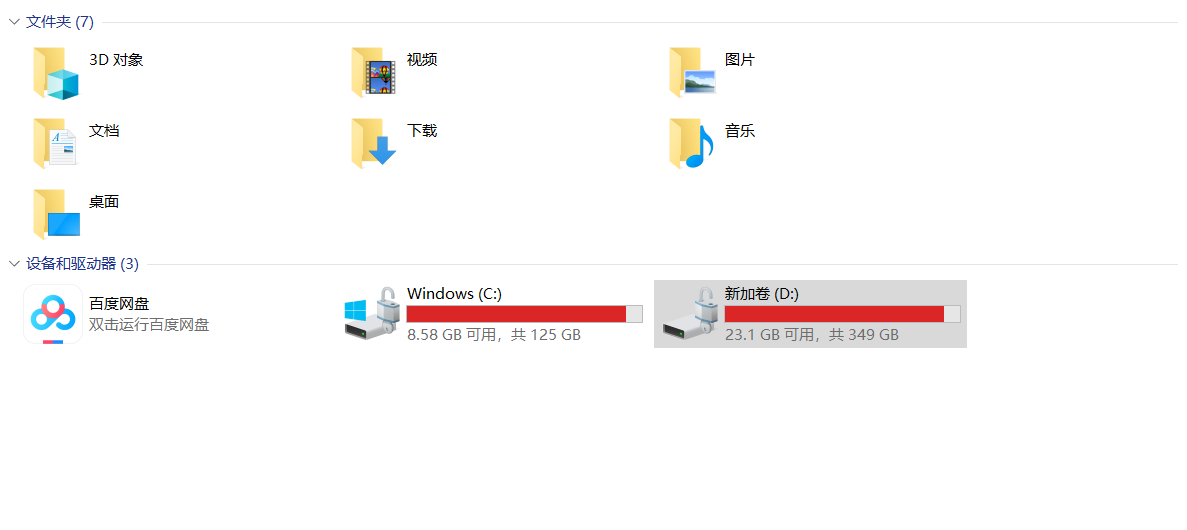 文件夹 (7)
3D 对象
视频
图片
文档
下载
音乐
桌面
设备和驱动器 (3)
百度网盘
双击运行百度网盘
Windows (C:)
8.58 GB 可用，共 125 GB
新加卷 (D:)
23.1 GB 可用，共 349 GB